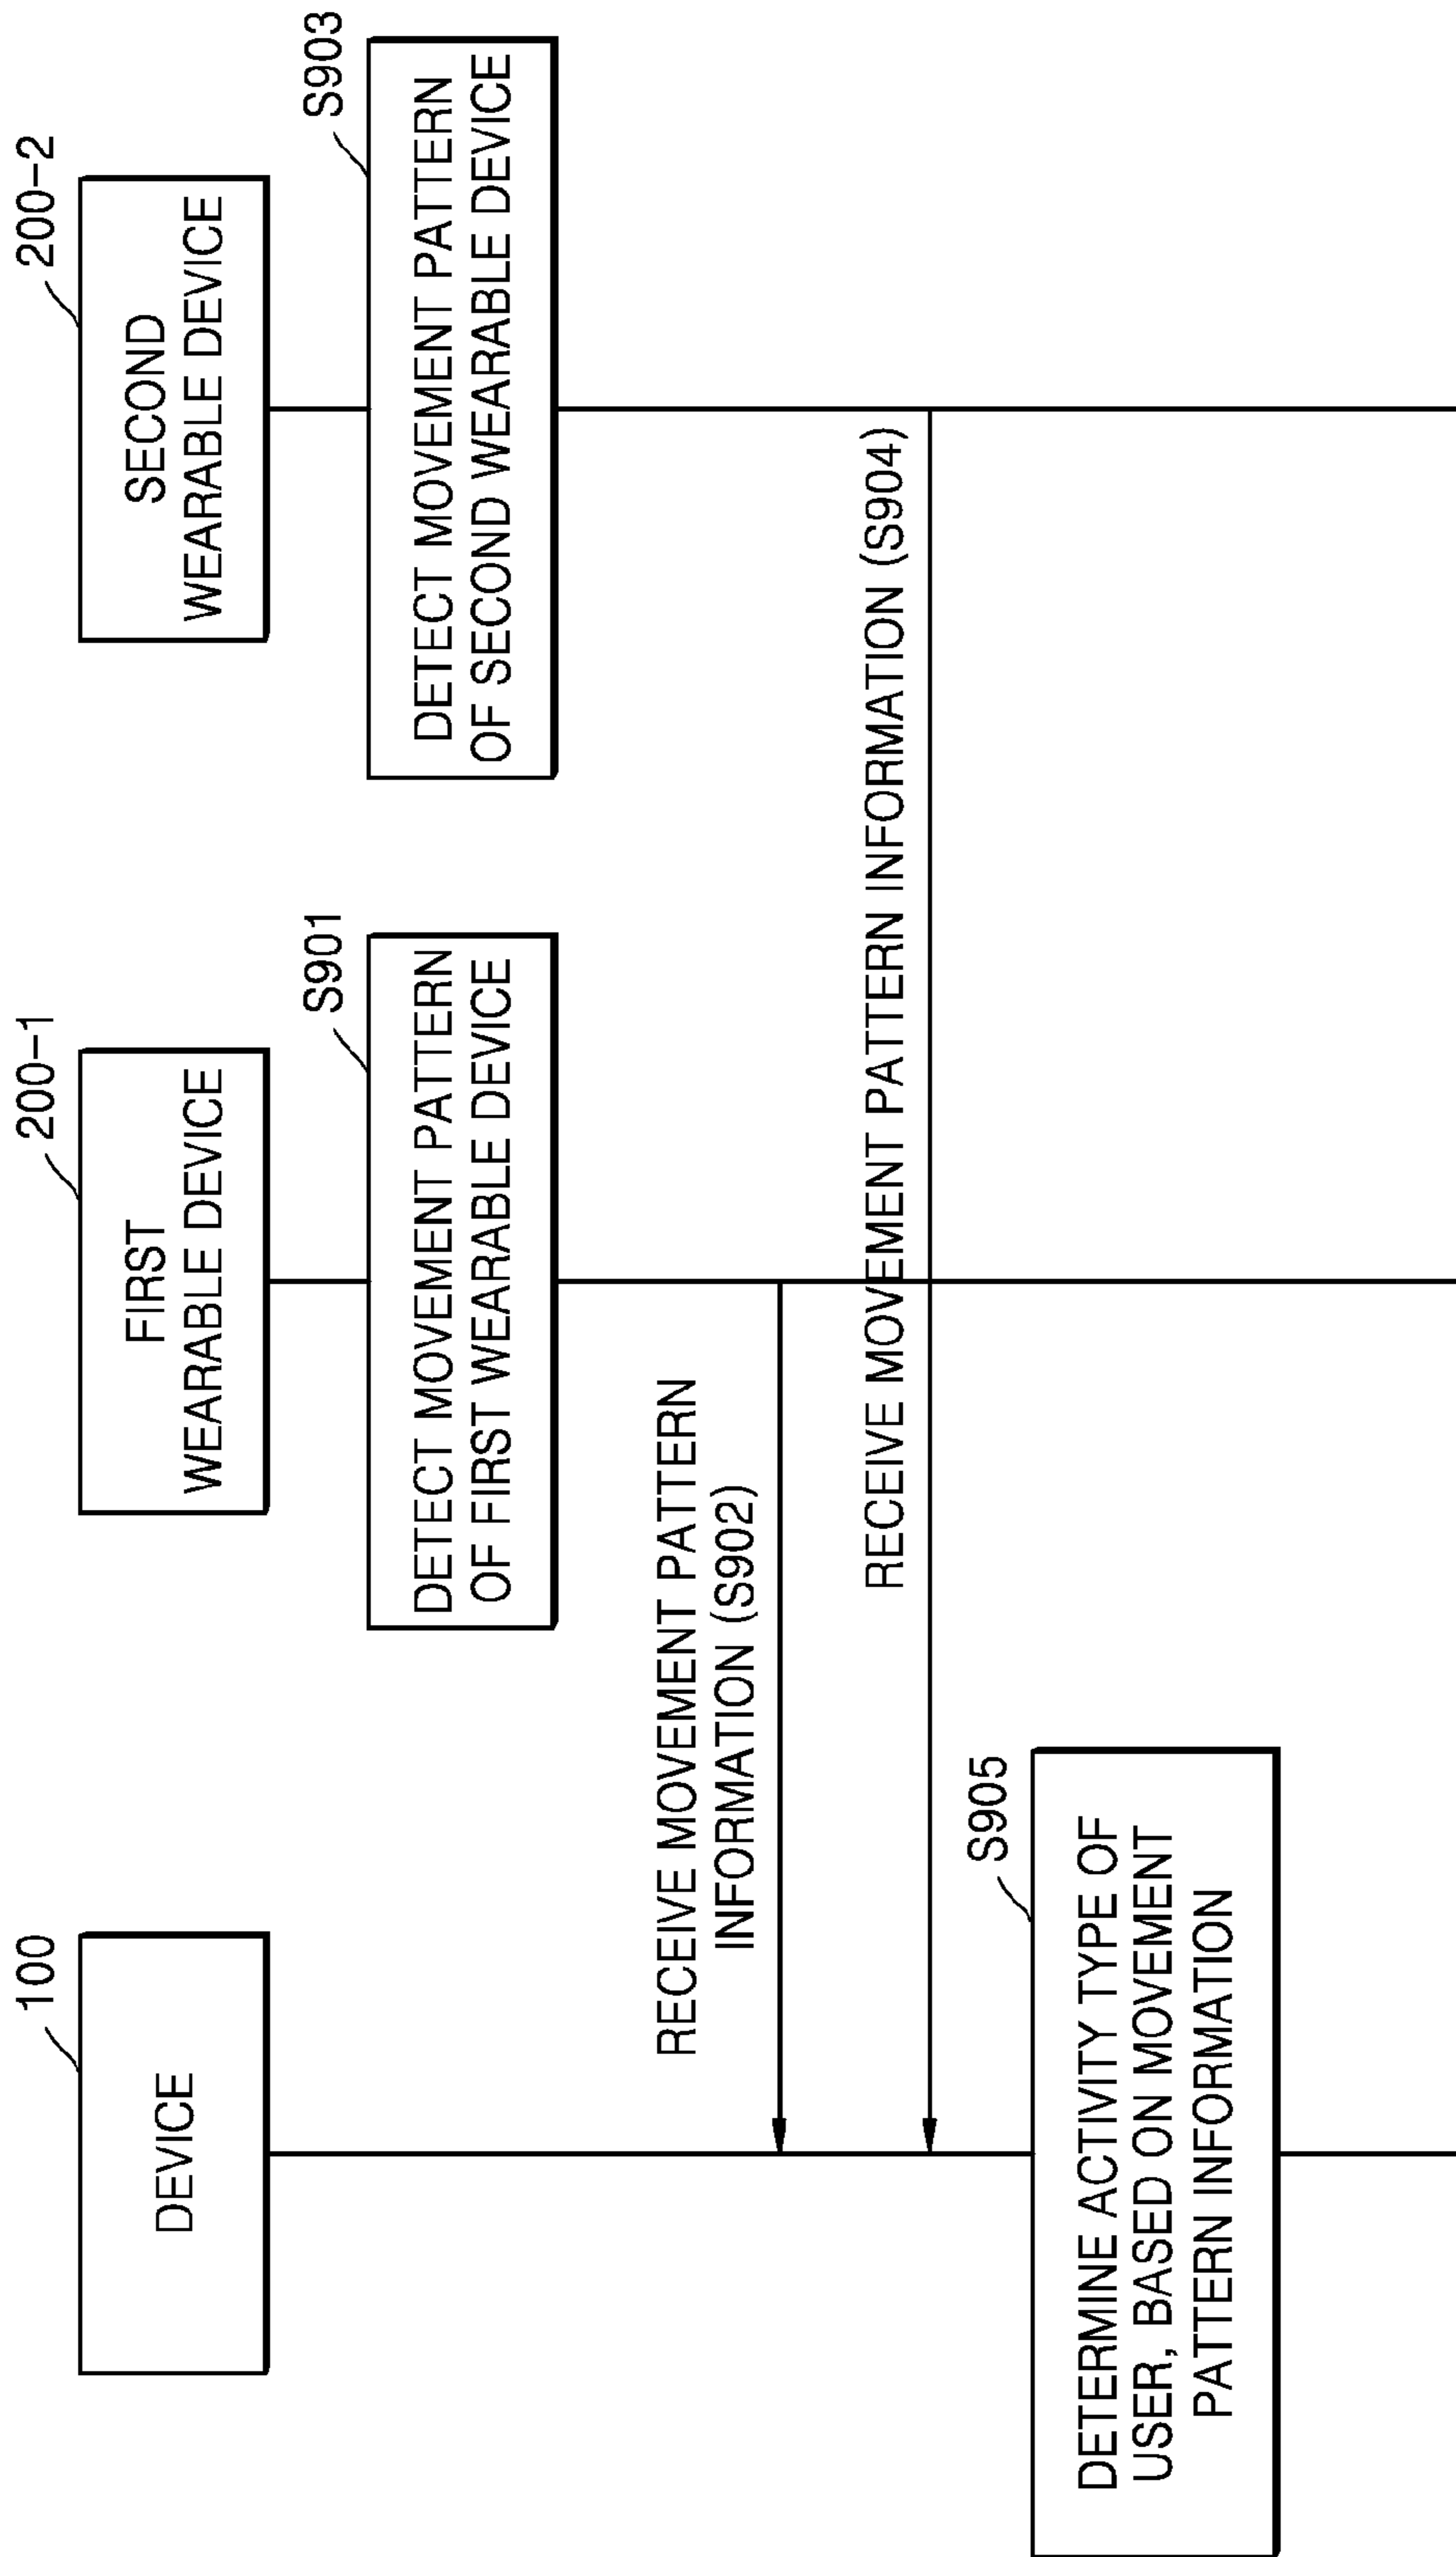 100
DEVICE
200-1
FIRST
WEARABLE DEVICE
200-2
SECOND
WEARABLE DEVICE
S901
DETECT MOVEMENT PATTERN
OF FIRST WEARABLE DEVICE
S903
DETECT MOVEMENT PATTERN
OF SECOND WEARABLE DEVICE
RECEIVE MOVEMENT PATTERN
INFORMATION (S902)
RECEIVE MOVEMENT PATTERN INFORMATION (S904)
S905
DETERMINE ACTIVITY TYPE OF
USER, BASED ON MOVEMENT
PATTERN INFORMATION